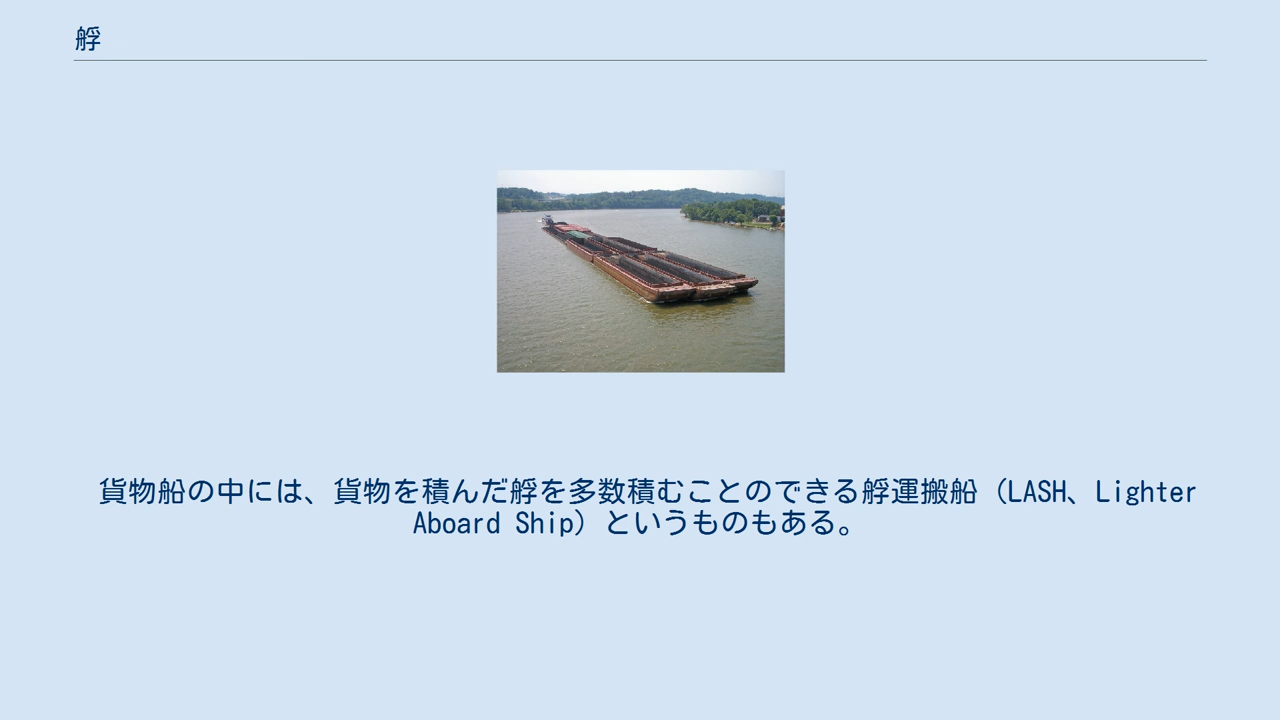 艀
貨物船の中には、貨物を積んだ艀を多数積むことのできる艀運搬船（LASH、Lighter
Aboard Ship）というものもある。